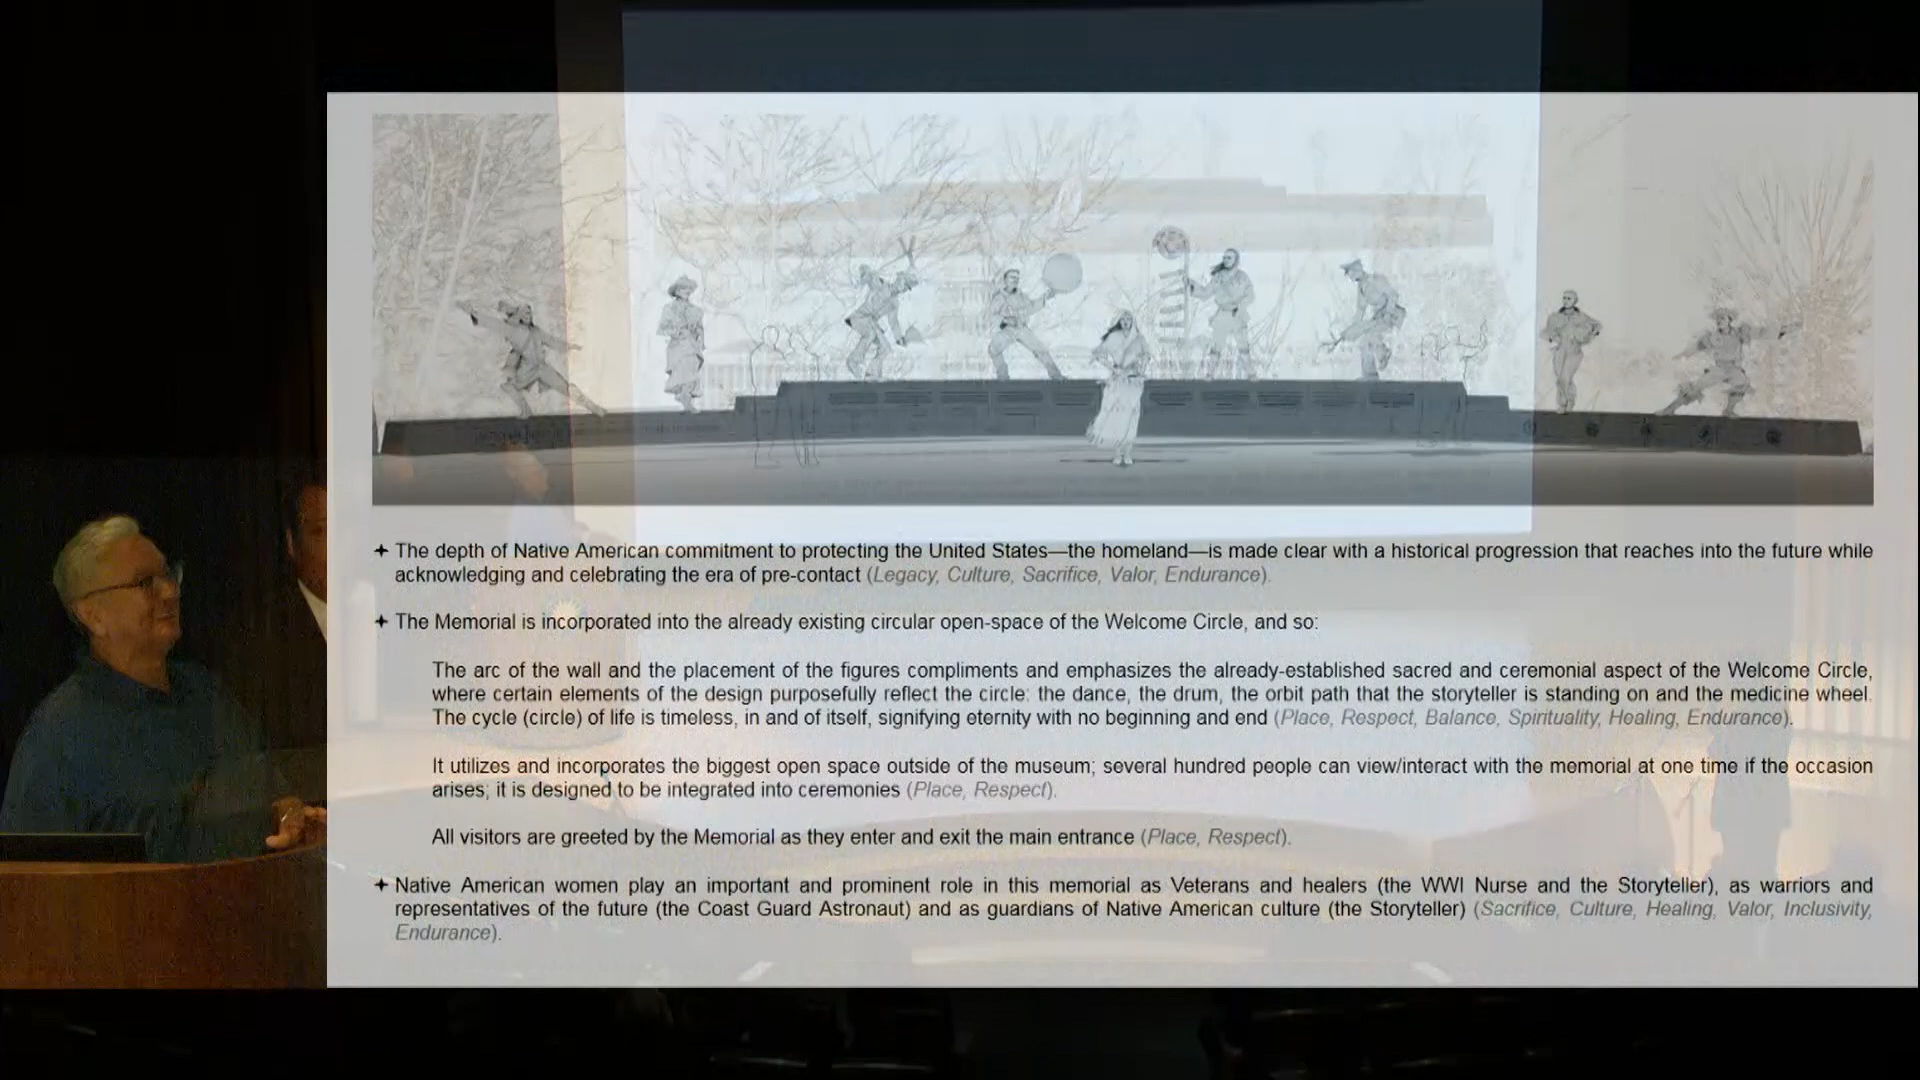 The depth of Native American commitment to protecting the United States—the homeland—is made clear with a historical progression that reaches into the future while
acknowledging and celebrating the era of pre-contact (Legacy, Culture, Sacrifice, Valor, Endurance).
The Memorial is incorporated into the already existing circular open-space of the Welcome Circle, and so:
The arc of the wall and the placement of the figures compliments and emphasizes the already-established sacred and ceremonial aspect of the Welcome Circle,
where certain elements of the design purposefully reflect the circle: the dance, the drum, the orbit path that the storyteller is standing on and the medicine wheel.
The cycle (circle) of life is timeless, in and of itself, signifying eternity with no beginning and end (Place, Respect, Balance, Spirituality, Healing, Endurance).
It utilizes and incorporates the biggest open space outside of the museum; several hundred people can view/interact with the memorial at one time if the occasion
arises; it is designed to be integrated into ceremonies (Place, Respect).
All visitors are greeted by the Memorial as they enter and exit the main entrance (Place, Respect).
Native American women play an important and prominent role in this memorial as Veterans and healers (the WWI Nurse and the Storyteller), as warriors and
representatives of the future (the Coast Guard Astronaut) and as guardians of Native American culture (the Storyteller) (Sacrifice, Culture, Healing, Valor, Inclusivity,
Endurance).